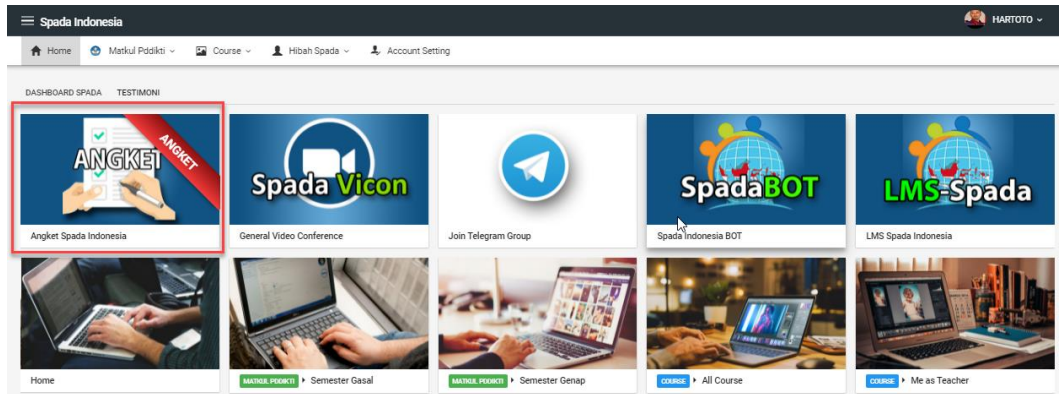 Spada Indonesia
HARTOTO
Home
Matkul Pddikti
Course
Hibah Spada
Account Setting
DASHBOARD SPADA
TESTIMONI
ANGKET
ANGKET
Spada Vicon
SpadaBOT
LMS-Spada
Angket Spada Indonesia
General Video Conference
Join Telegram Group
Spada Indonesia BOT
LMS Spada Indonesia
Home
MATKUL PDDIKTI Semester Gasal
MATKUL PDDIKTI Semester Genap
COURSE All Course
COURSE Me as Teacher